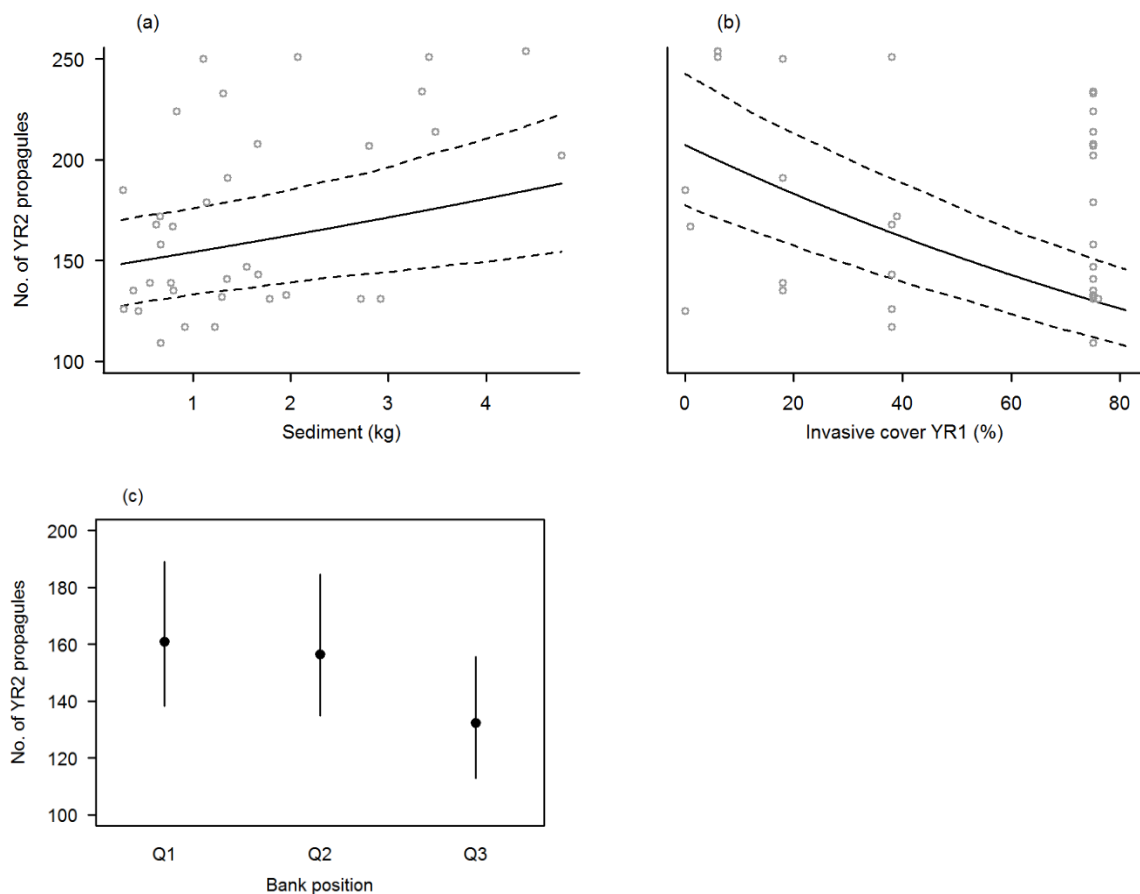 (a)
250
200
150
100
No. of YR2 propagules
1 2 3 4
Sediment (kg)
(b)
0 20 40 60 80
Invasive cover YR1 (%)
(c)
200
180
160
140
120
100
No. of YR2 propagules
Q1 Q2 Q3
Bank position